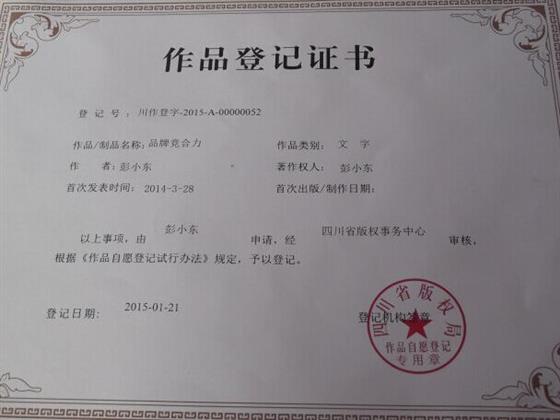 作品登记证书
登记号：川作登字-2015-A-00000052
作品/制品名称：品牌竞合力 作品类别：文字
作者：彭小东 著作权人：彭小东
首次发表时间：2014-3-28 首次出版/制作日期：
以上事项，由 彭小东 申请，经 四川省版权事务中心 审核，
根据《作品自愿登记试行办法》规定，予以登记。
登记日期：2015-01-21 登记机构签章
四川省版权局
作品自愿登记
专用章